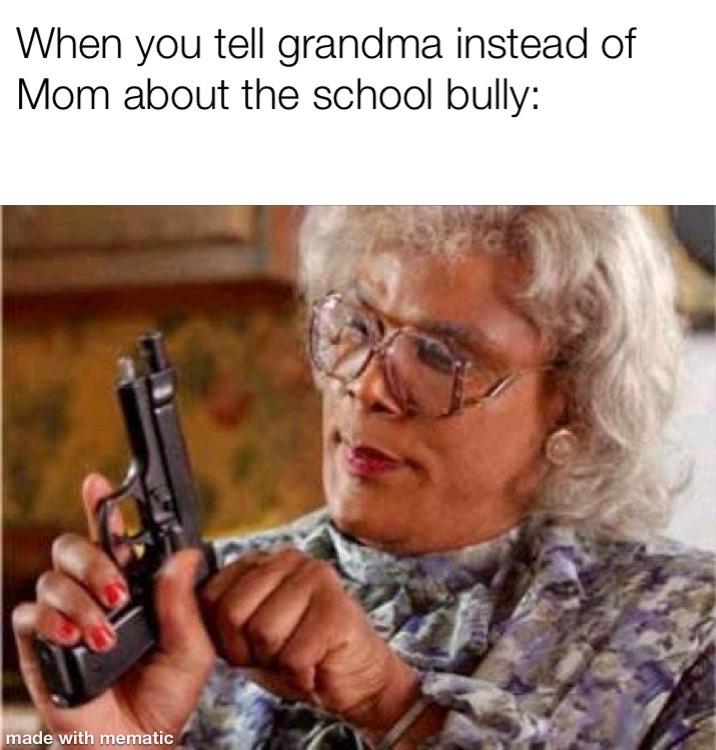 When you tell grandma instead of
Mom about the school bully:
made with mematic